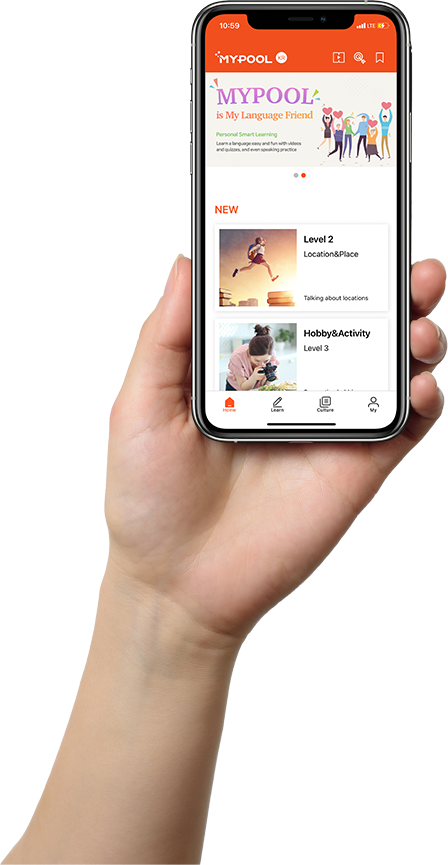 10:59
LTE
MYPOOL
MYPOOL
is My Language Friend
Personal Smart Learning
Learn a language easy and fun with videos
and quizzes, and even speaking practice
NEW
Level 2
Location&Place
Talking about locations
Hobby&Activity
Level 3
Home
Learn
Culture
My